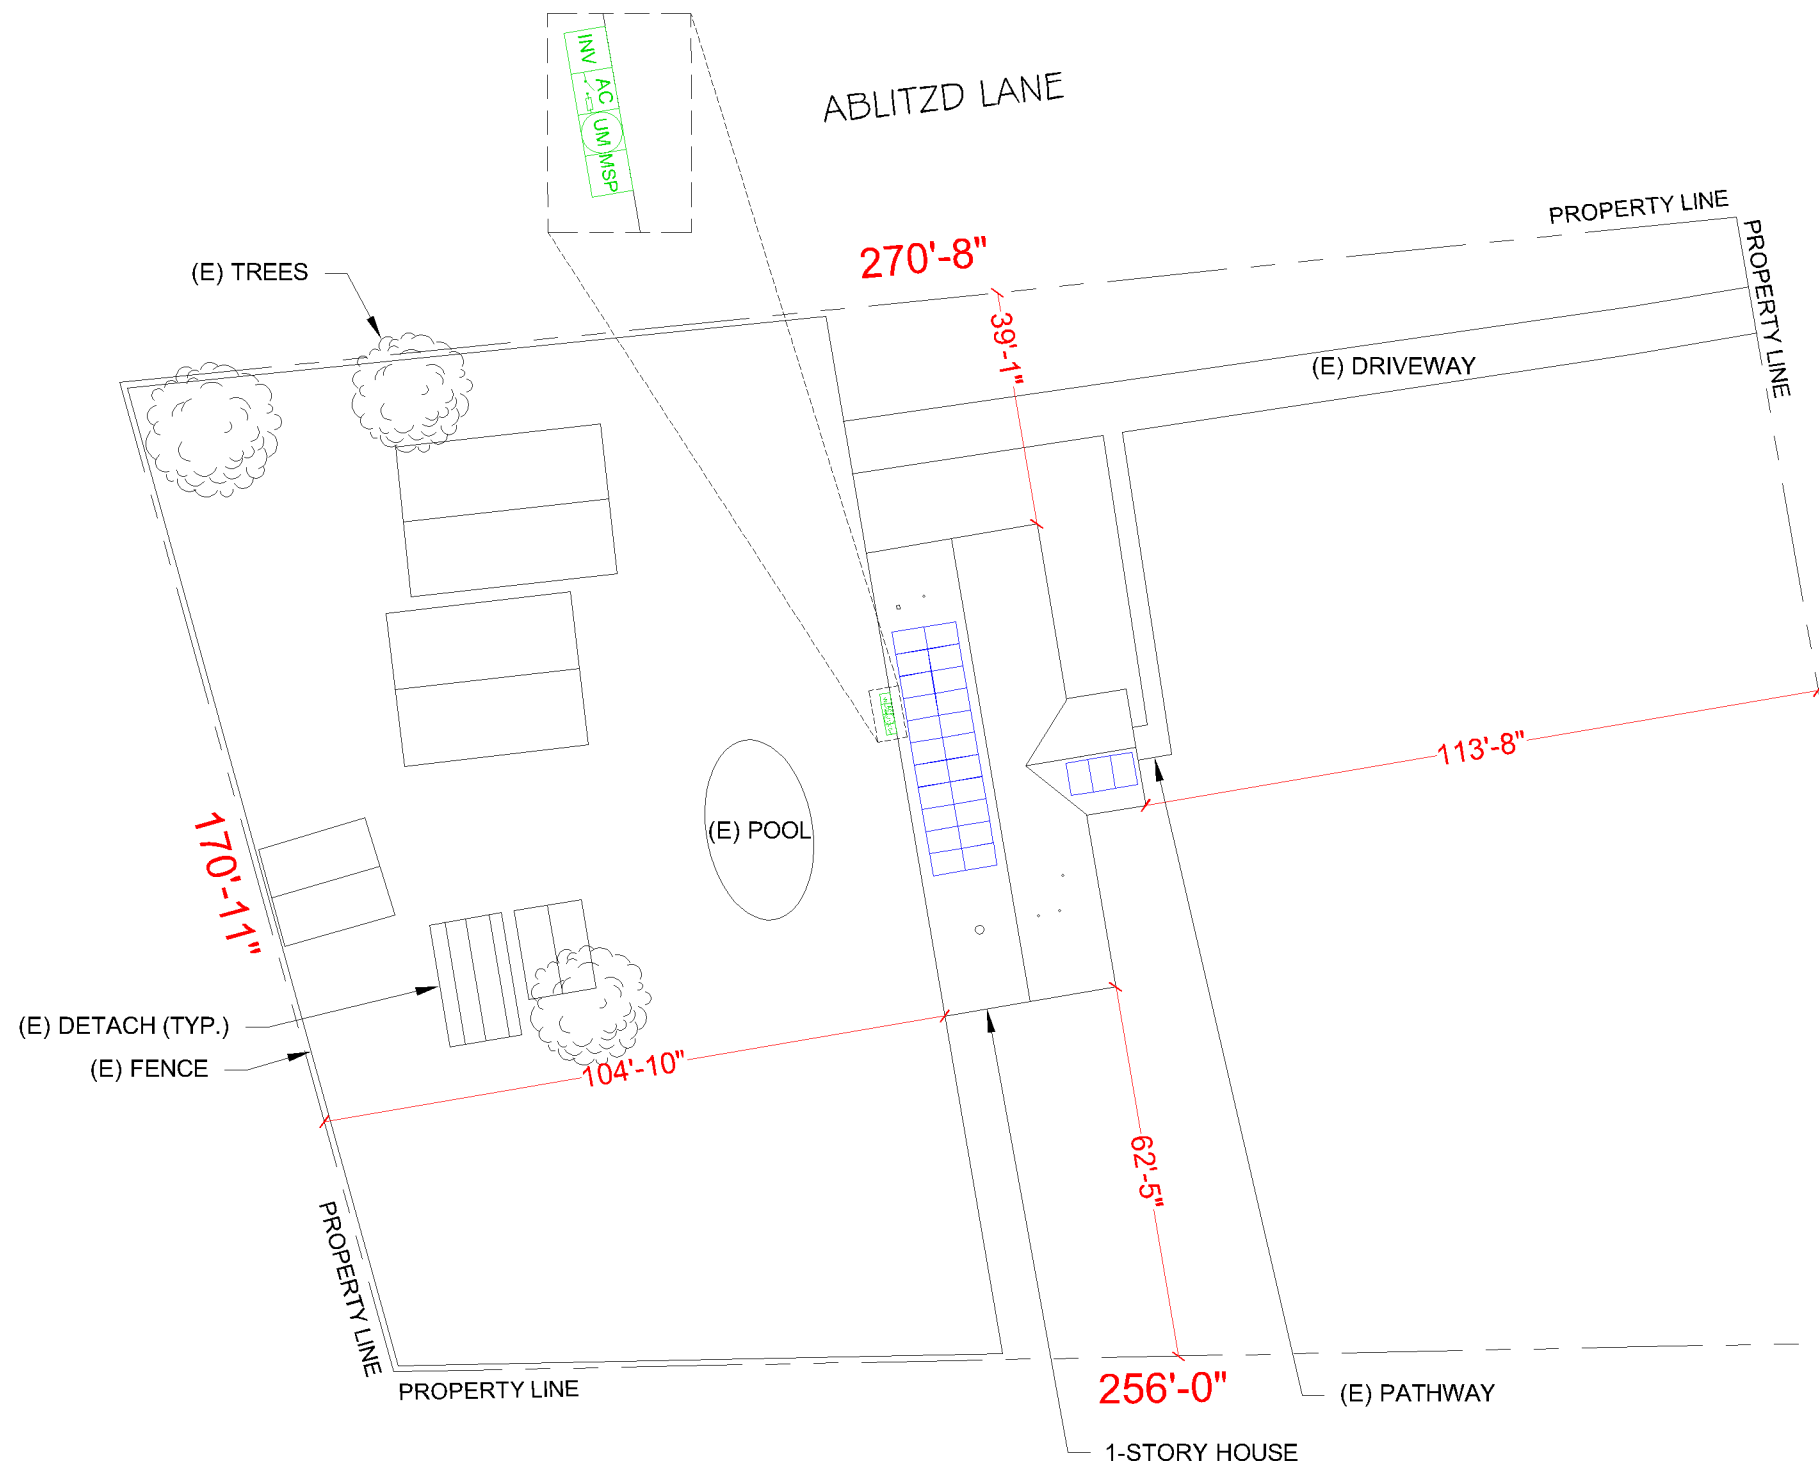 INV
AC
UM
MSP
ABLITZD LANE
PROPERTY LINE
PROPERTY LINE
270'-8"
(E) TREES
39'-1"
(E) DRIVEWAY
113'-8"
(E) POOL
170'-11"
(E) DETACH (TYP.)
(E) FENCE
104'-10"
62'-5"
PROPERTY LINE
PROPERTY LINE
256'-0"
(E) PATHWAY
1-STORY HOUSE